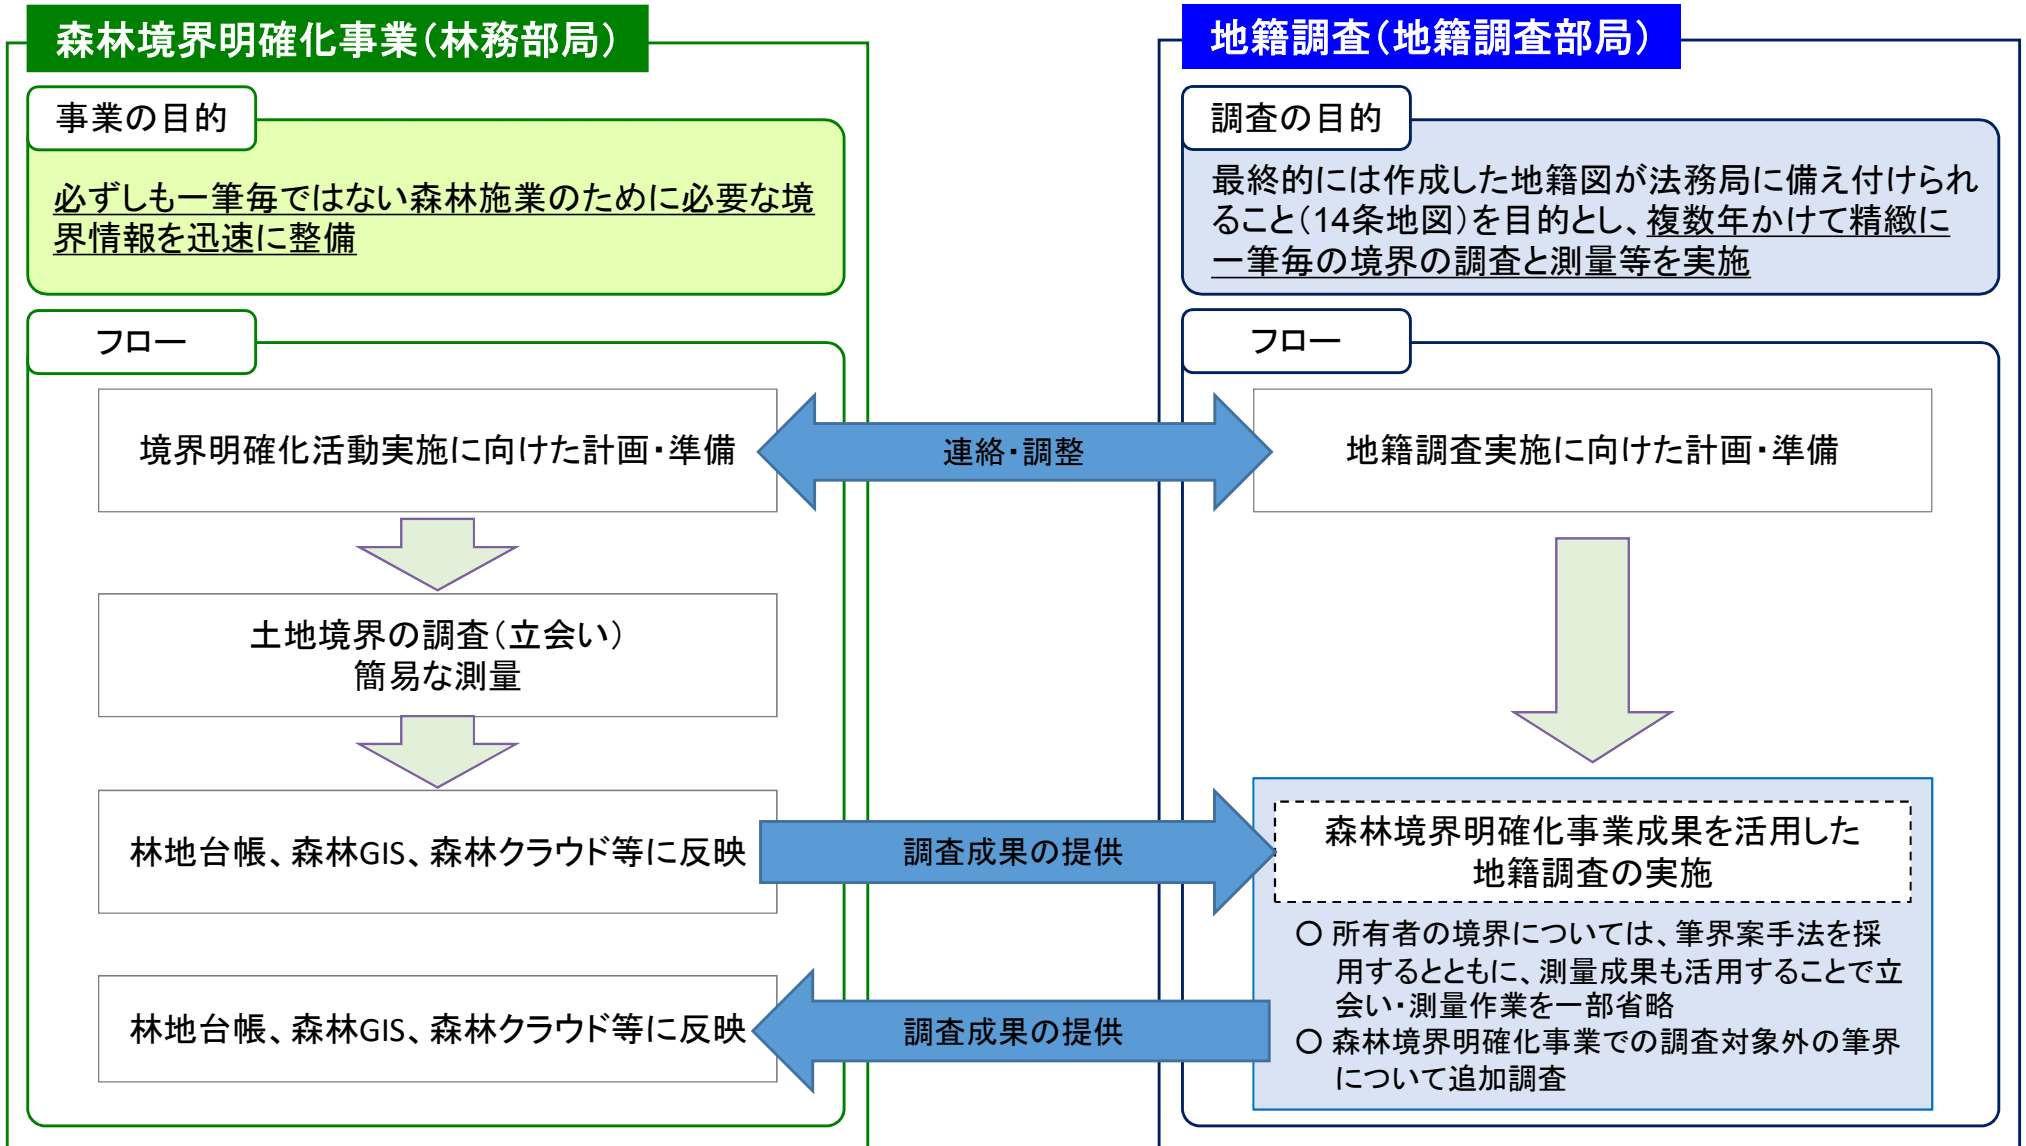 森林境界明確化事業（林務部局）
事業の目的
必ずしも一筆毎ではない森林施業のために必要な境
界情報を迅速に整備
フロー
境界明確化活動実施に向けた計画・準備
土地境界の調査（立会い）
簡易な測量
林地台帳、森林GIS、森林クラウド等に反映
林地台帳、森林GIS、森林クラウド等に反映
連絡・調整
調査成果の提供
調査成果の提供
地籍調査（地籍調査部局）
調査の目的
最終的には作成した地籍図が法務局に備え付けられ
ること（14条地図）を目的とし、複数年かけて精緻に
一筆毎の境界の調査と測量等を実施
フロー
地籍調査実施に向けた計画・準備
森林境界明確化事業成果を活用した
地籍調査の実施
〇 所有者の境界については、筆界案手法を採
用するとともに、測量成果も活用することで立
会い・測量作業を一部省略
〇 森林境界明確化事業での調査対象外の筆界
について追加調査